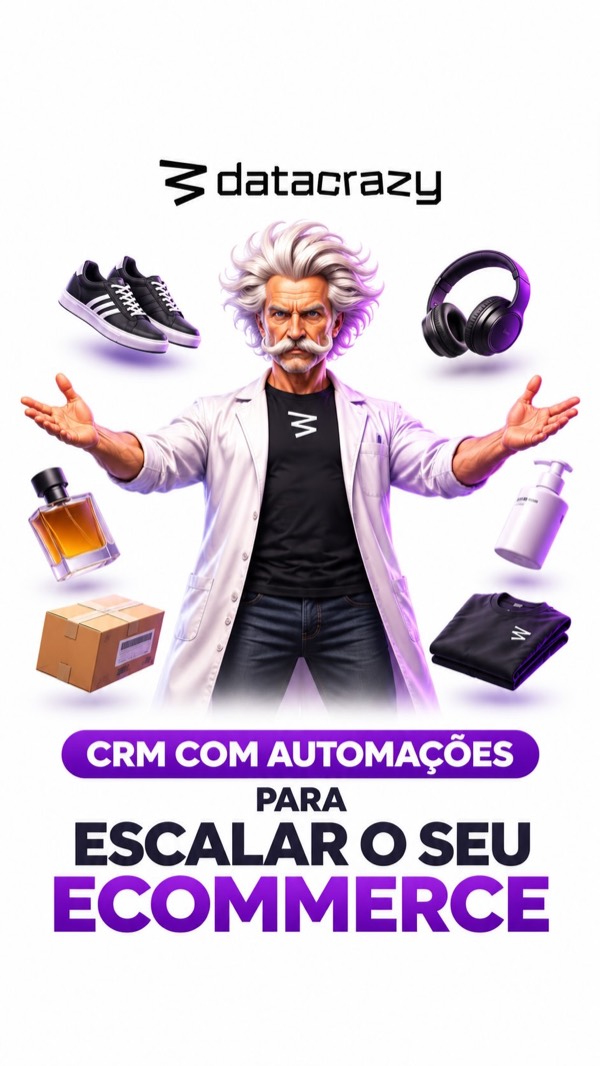 datacrazy
CRM COM AUTOMAÇÕES
PARA
ESCALAR O SEU
ECOMMERCE